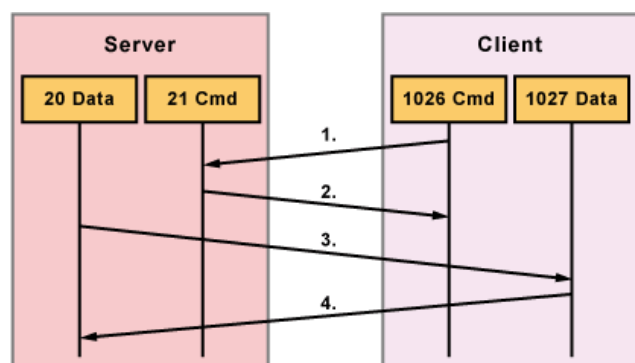 Server Client
20 Data 21 Cmd 1026 Cmd 1027 Data
1.
2.
3.
4.